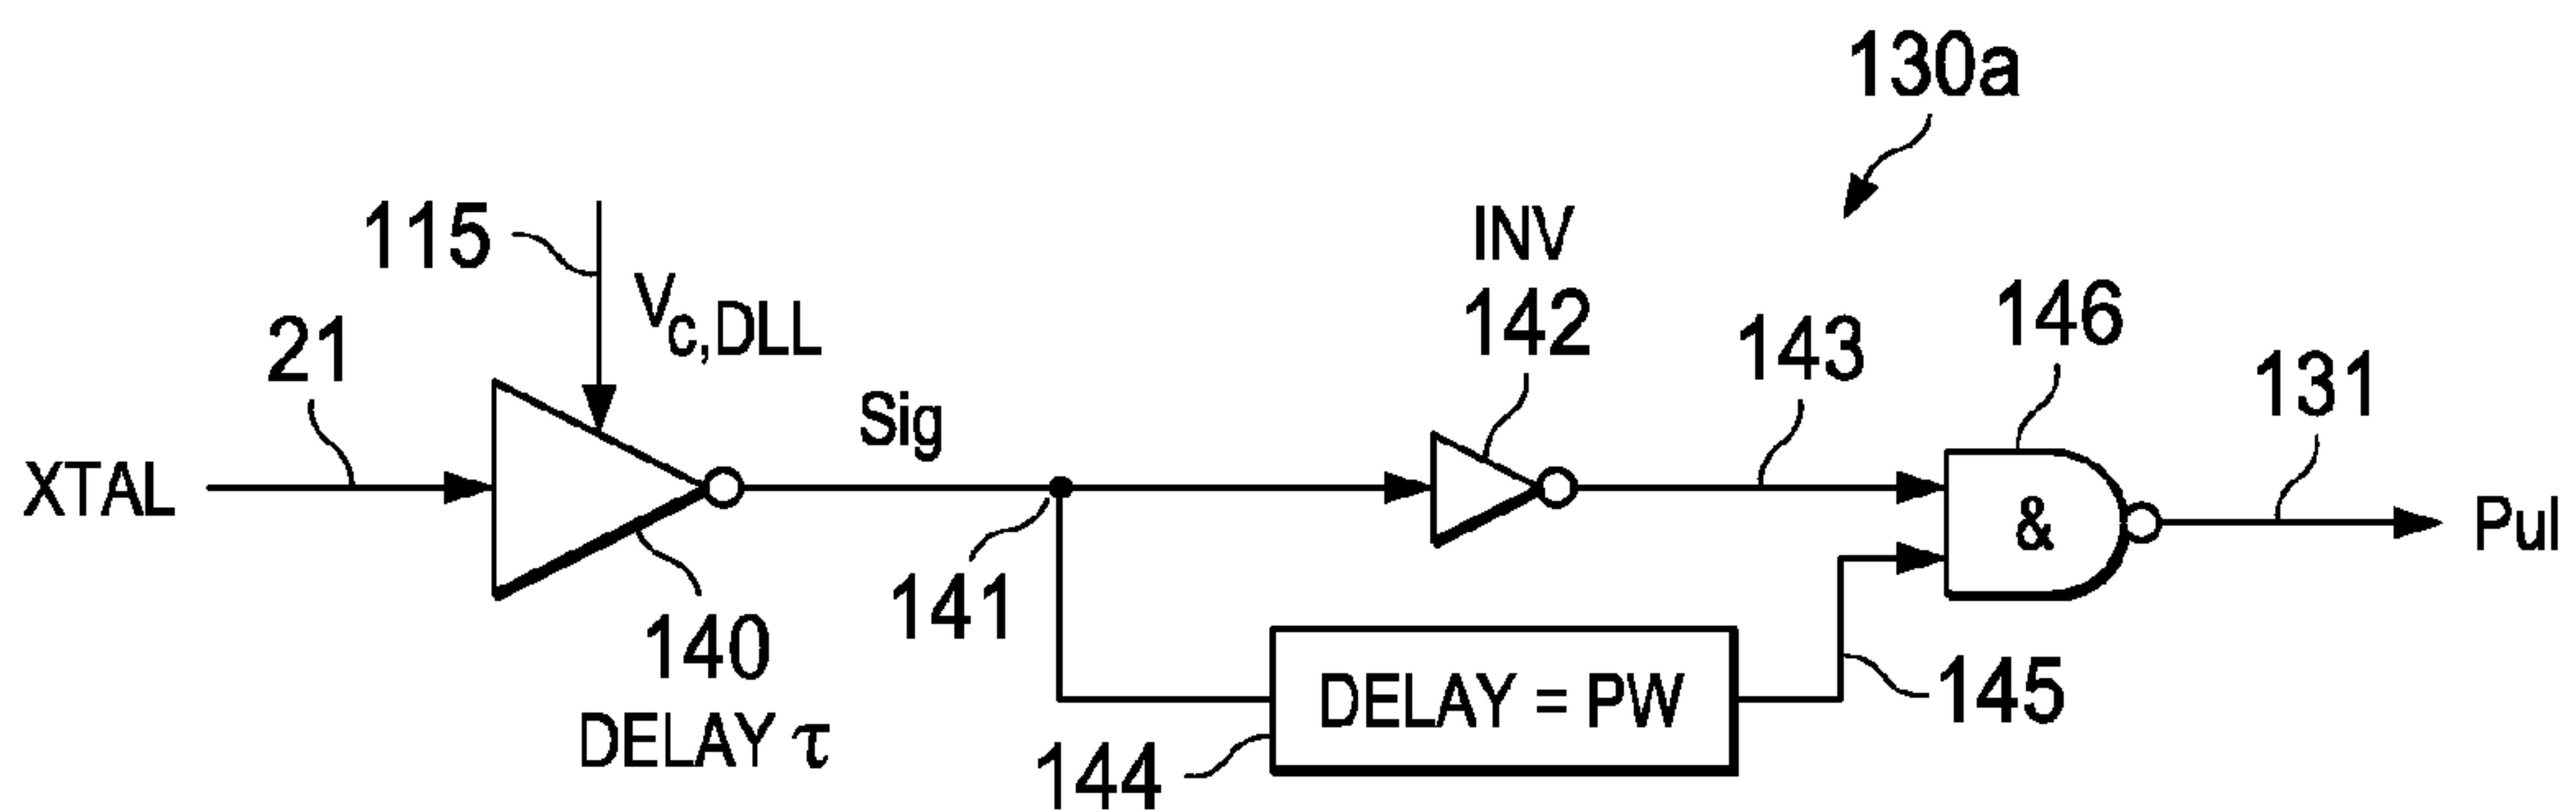 130a
115
INV
V_c,DLL
142
146
21
143
131
Sig
XTAL
&
Pul
141
140
145
DELAY τ
DELAY = PW
144